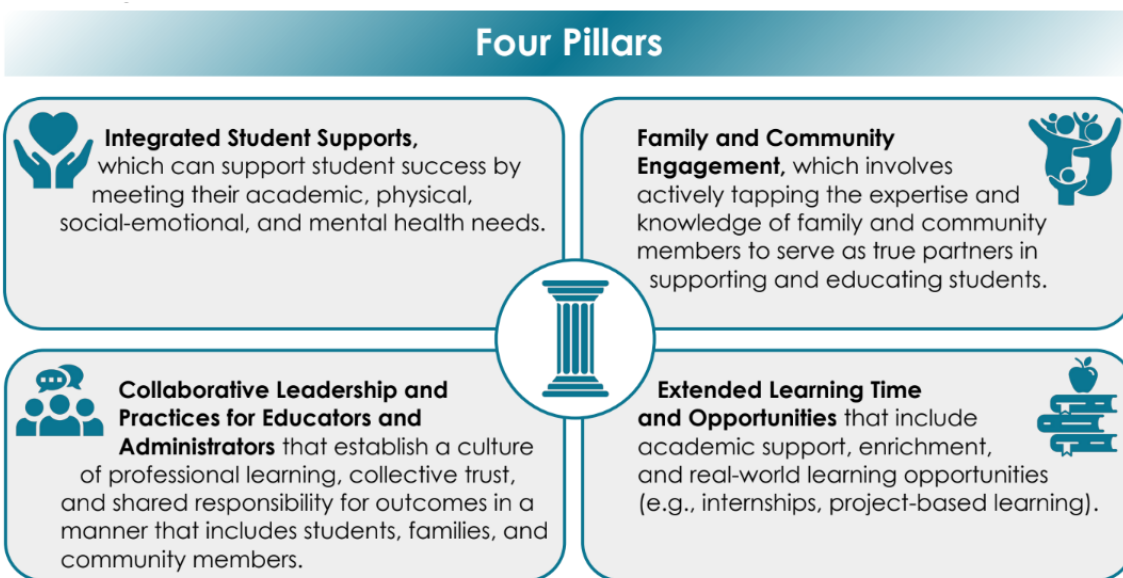 Four Pillars
Integrated Student Supports,
which can support student success by
meeting their academic, physical,
social-emotional, and mental health needs.
Family and Community
Engagement, which involves
actively tapping the expertise and
knowledge of family and community
members to serve as true partners in
supporting and educating students.
Collaborative Leadership and
Practices for Educators and
Administrators that establish a culture
of professional learning, collective trust,
and shared responsibility for outcomes in a
manner that includes students, families, and
community members.
Extended Learning Time
and Opportunities that include
academic support, enrichment,
and real-world learning opportunities
(e.g., internships, project-based learning).